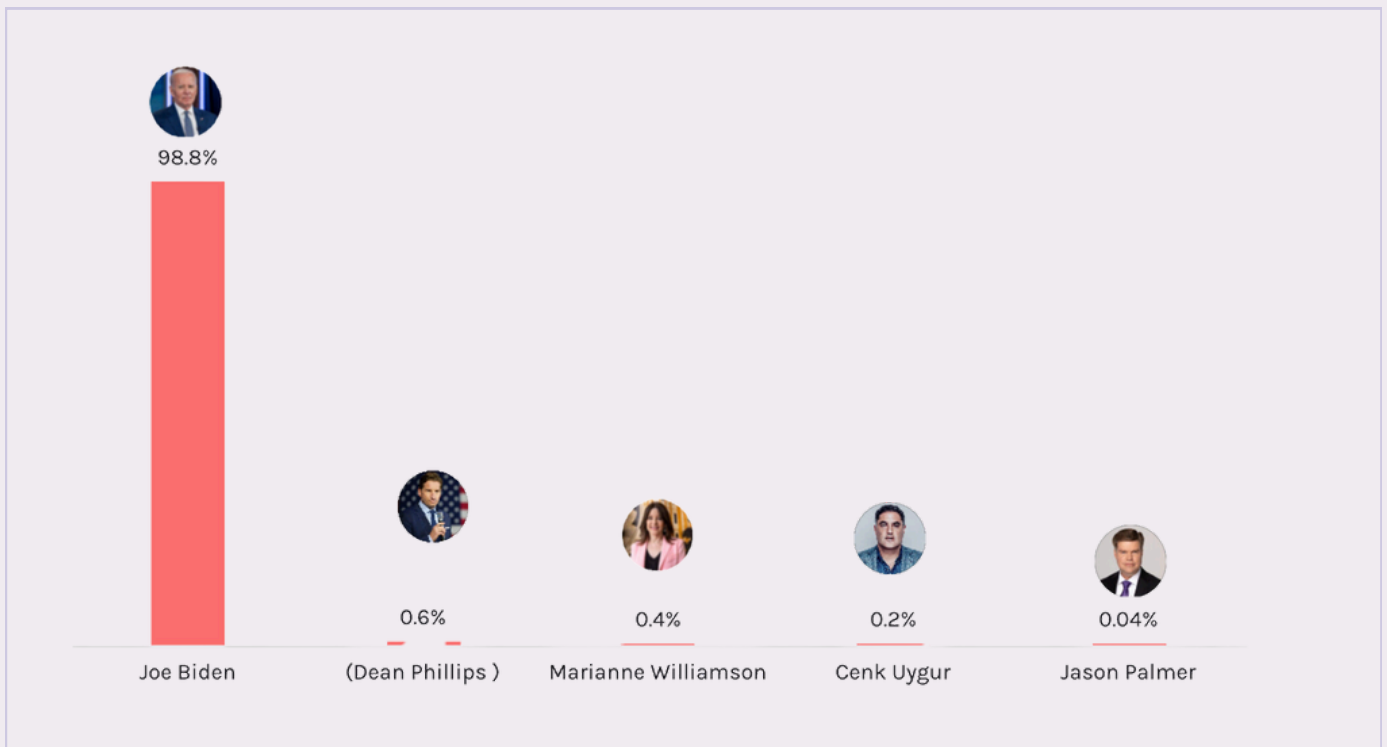 98.8%
0.6%
0.4%
0.2%
0.04%
Joe Biden
(Dean Phillips )
Marianne Williamson
Cenk Uygur
Jason Palmer